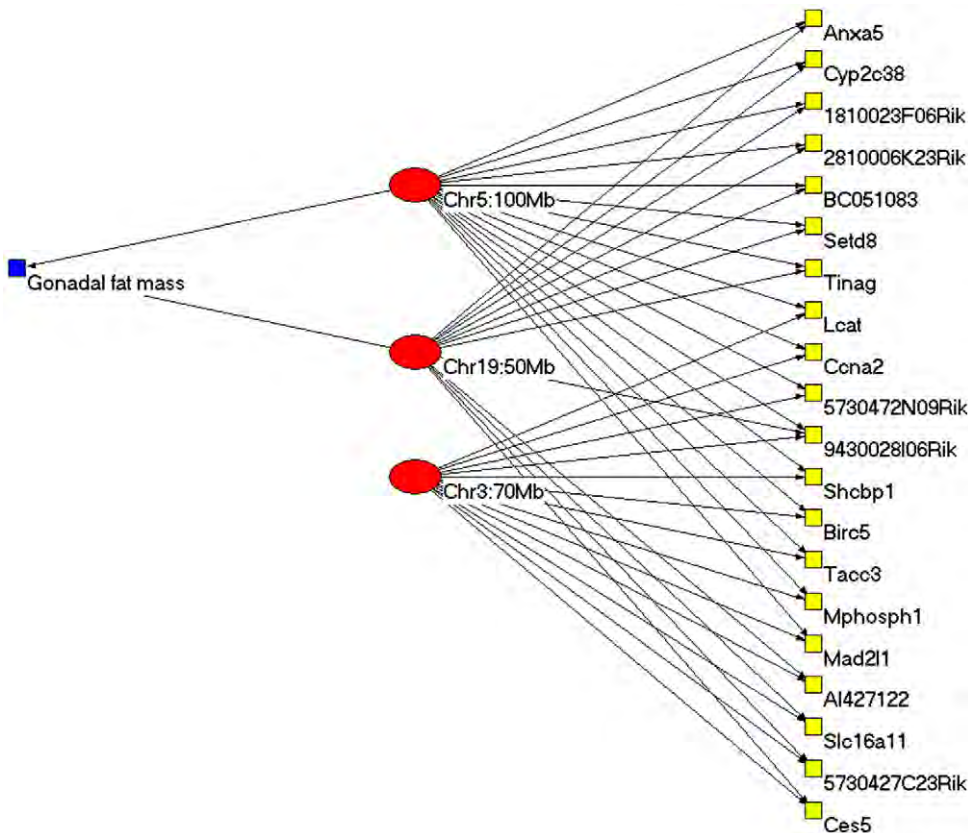 Anxa5
Cyp2c38
1810023F06Rik
2810006K23Rik
BC051083
Chr5:100Mb
Setd8
Tinag
Gonadal fat mass
Lcat
Ccna2
Chr19:50Mb
5730472N09Rik
9430028I06Rik
Shcbp1
Chr3:70Mb
Birc5
Tacc3
Mphosph1
Mad2l1
AI427122
Slc16a11
5730427C23Rik
Ces5